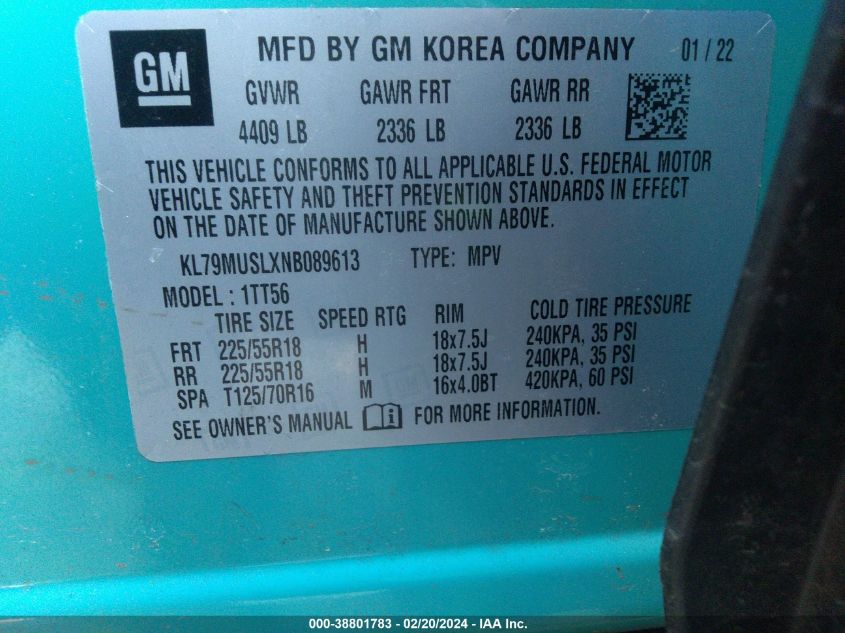 GM
MFD BY GM KOREA COMPANY 01 / 22
GVWR GAWR FRT GAWR RR
4409 LB 2336 LB 2336 LB
THIS VEHICLE CONFORMS TO ALL APPLICABLE U.S. FEDERAL MOTOR
VEHICLE SAFETY AND THEFT PREVENTION STANDARDS IN EFFECT
ON THE DATE OF MANUFACTURE SHOWN ABOVE.
KL79MUSLXNB089613 TYPE: MPV
MODEL : 1TT56
TIRE SIZE SPEED RTG RIM COLD TIRE PRESSURE
FRT 225/55R18 H 18x7.5J 240KPA, 35 PSI
RR 225/55R18 H 18x7.5J 240KPA, 35 PSI
SPA T125/70R16 M 16x4.0BT 420KPA, 60 PSI
SEE OWNER'S MANUAL FOR MORE INFORMATION.
000-38801783 - 02/20/2024 - IAA Inc.